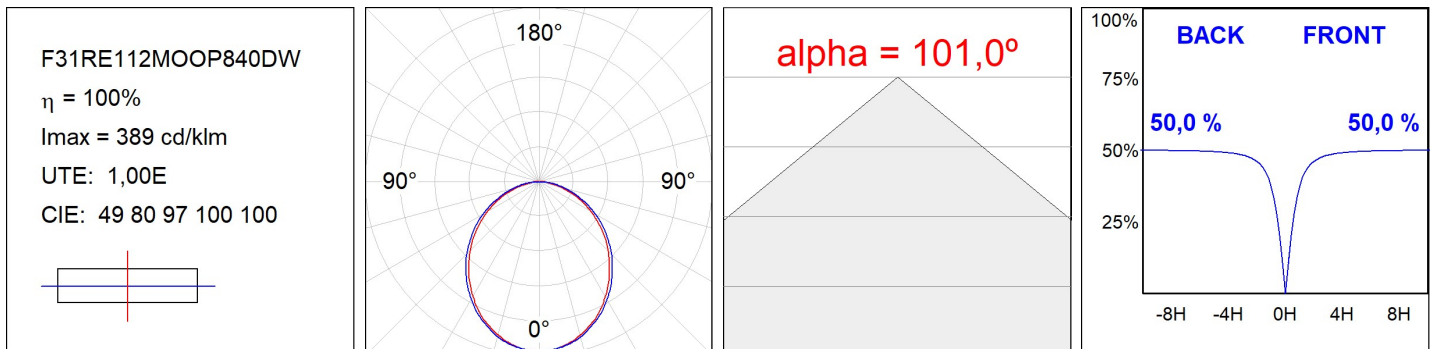 F31RE112MOOP840DW
η = 100%
Imax = 389 cd/klm
UTE: 1,00E
CIE: 49 80 97 100 100
180°
90° 90°
0°
alpha = 101,0º
100%
BACK FRONT
75%
50,0 % 50,0 %
50%
25%
-8H -4H 0H 4H 8H